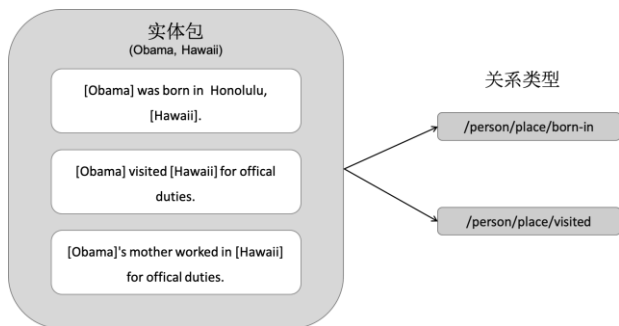 实体包
(Obama, Hawaii)
[Obama] was born in Honolulu,
[Hawaii].
[Obama] visited [Hawaii] for offical
duties.
[Obama]'s mother worked in [Hawaii]
for offical duties.
关系类型
/person/place/born-in
/person/place/visited